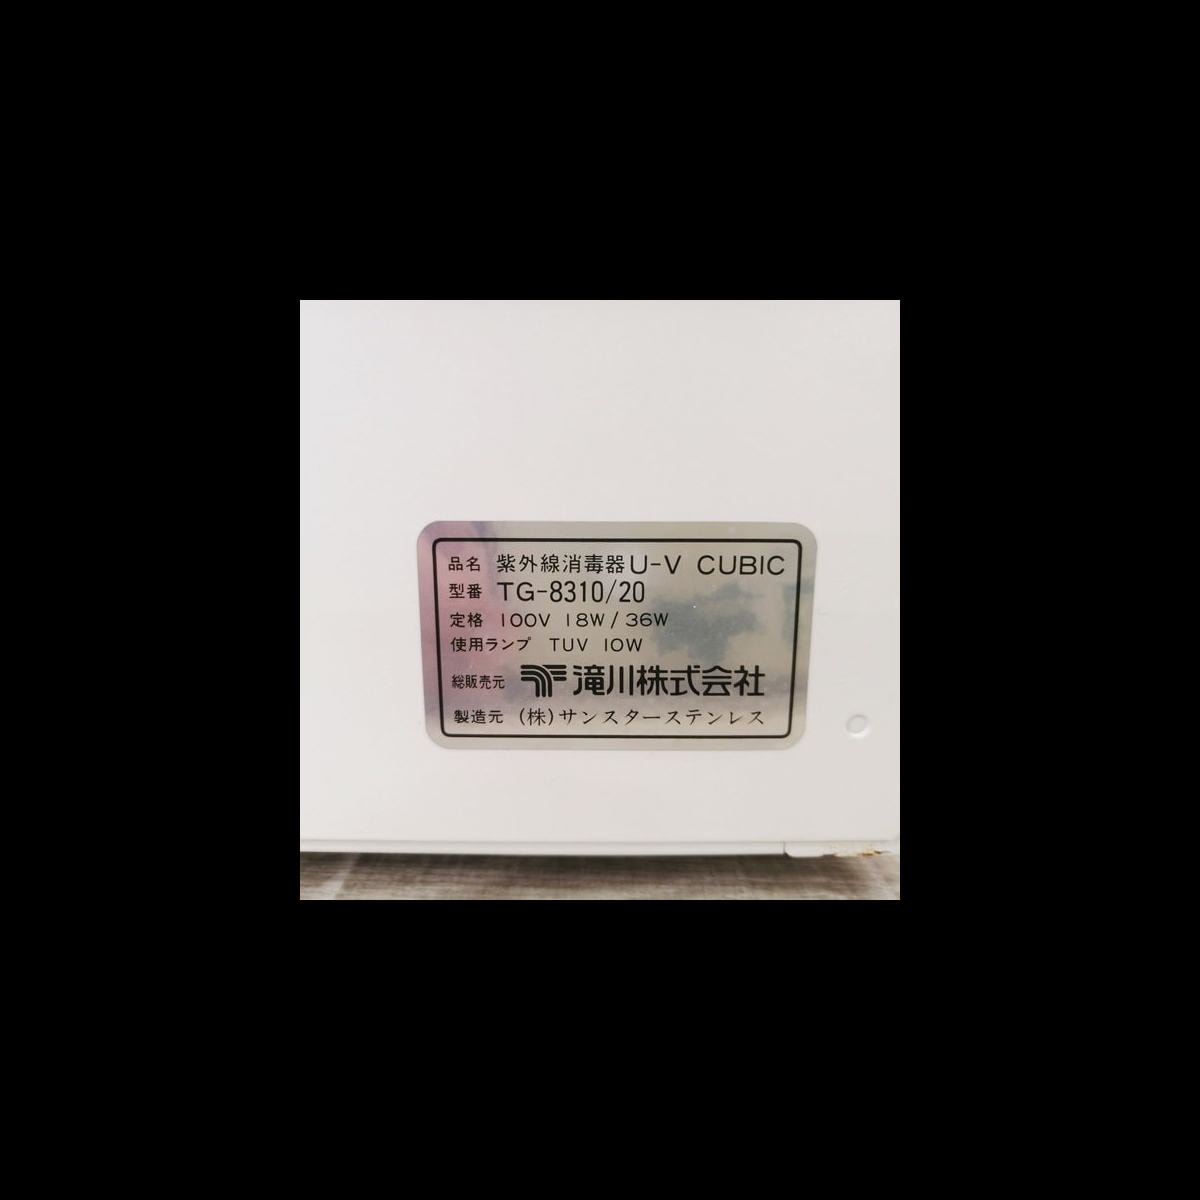 品名 紫外線消毒器U-V CUBIC
型番 TG-8310/20
定格 100V 18W/36W
使用ランプ TUV 10W
総販売元 滝川株式会社
製造元 (株)サンスターステンレス